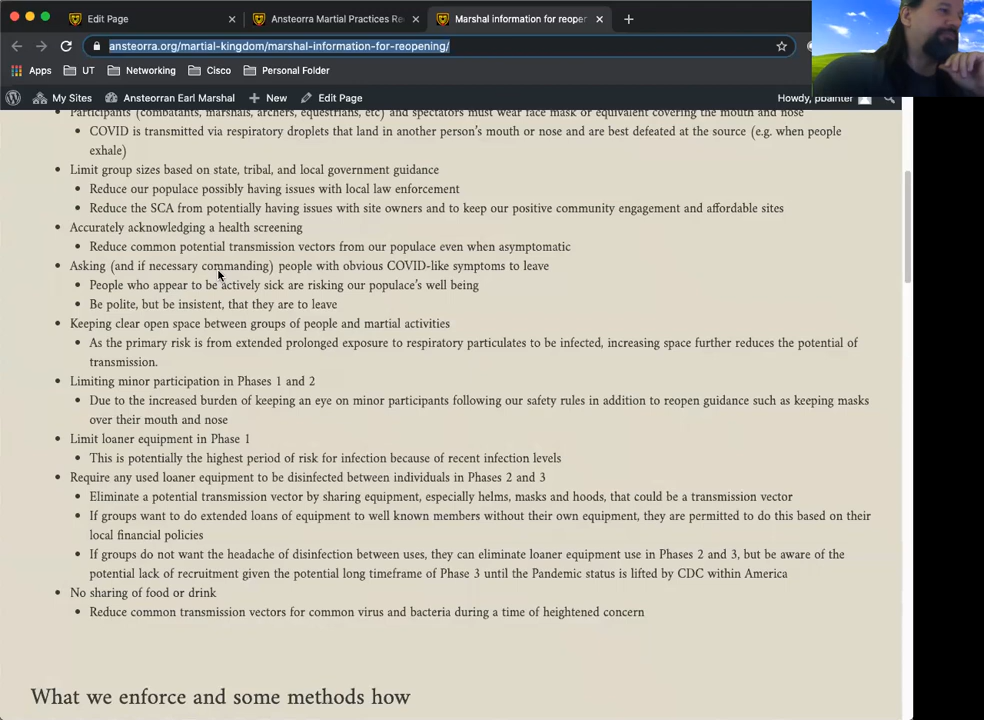 Edit Page
Ansteorra Martial Practices Re
Marshal information for reoper
ansteorra.org/martial-kingdom/marshal-information-for-reopening/
Apps UT Networking Cisco Personal Folder
My Sites Ansteorran Earl Marshal New Edit Page Howdy, pbainter
Participants (combatants, marshals, archers, equestrians, etc) and spectators must wear face mask or equivalent covering the mouth and nose
COVID is transmitted via respiratory droplets that land in another person's mouth or nose and are best defeated at the source (e.g. when people
exhale)
Limit group sizes based on state, tribal, and local government guidance
Reduce our populace possibly having issues with local law enforcement
Reduce the SCA from potentially having issues with site owners and to keep our positive community engagement and affordable sites
Accurately acknowledging a health screening
Reduce common potential transmission vectors from our populace even when asymptomatic
Asking (and if necessary commanding) people with obvious COVID-like symptoms to leave
People who appear to be actively sick are risking our populace's well being
Be polite, but be insistent, that they are to leave
Keeping clear open space between groups of people and martial activities
As the primary risk is from extended prolonged exposure to respiratory particulates to be infected, increasing space further reduces the potential of
transmission.
Limiting minor participation in Phases 1 and 2
Due to the increased burden of keeping an eye on minor participants following our safety rules in addition to reopen guidance such as keeping masks
over their mouth and nose
Limit loaner equipment in Phase 1
This is potentially the highest period of risk for infection because of recent infection levels
Require any used loaner equipment to be disinfected between individuals in Phases 2 and 3
Eliminate a potential transmission vector by sharing equipment, especially helms, masks and hoods, that could be a transmission vector
If groups want to do extended loans of equipment to well known members without their own equipment, they are permitted to do this based on their
local financial policies
If groups do not want the headache of disinfection between uses, they can eliminate loaner equipment use in Phases 2 and 3, but be aware of the
potential lack of recruitment given the potential long timeframe of Phase 3 until the Pandemic status is lifted by CDC within America
No sharing of food or drink
Reduce common transmission vectors for common virus and bacteria during a time of heightened concern
What we enforce and some methods how